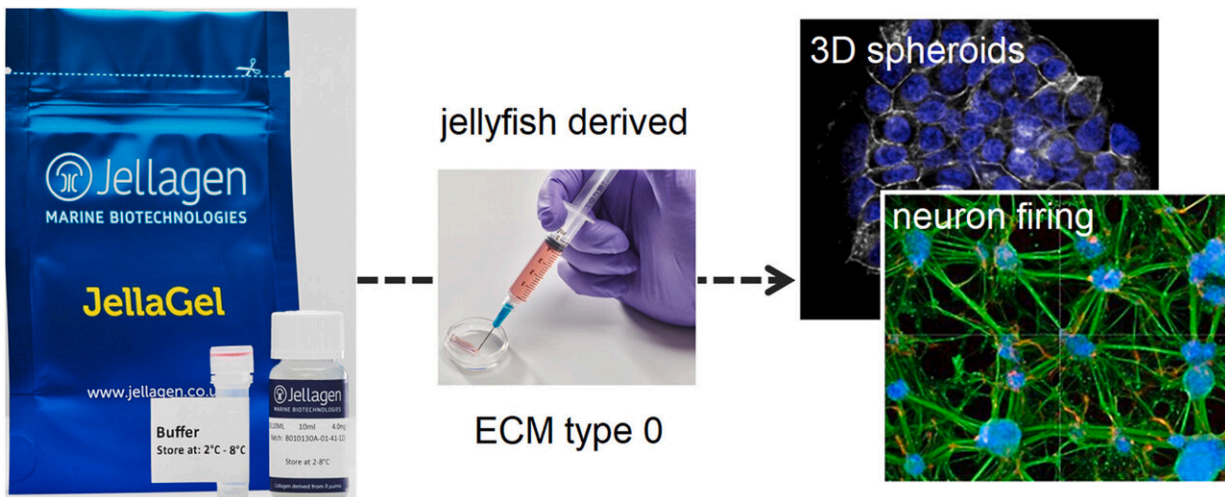 Jellagen
MARINE BIOTECHNOLOGIES
JellaGel
www.jellagen.co.u
Buffer
Store at: 2°C - 8°C
Jellagen
MARINE BIOTECHNOLOGIES
10ml
Store at 2-8°C
jellyfish derived
ECM type 0
3D spheroids
neuron firing